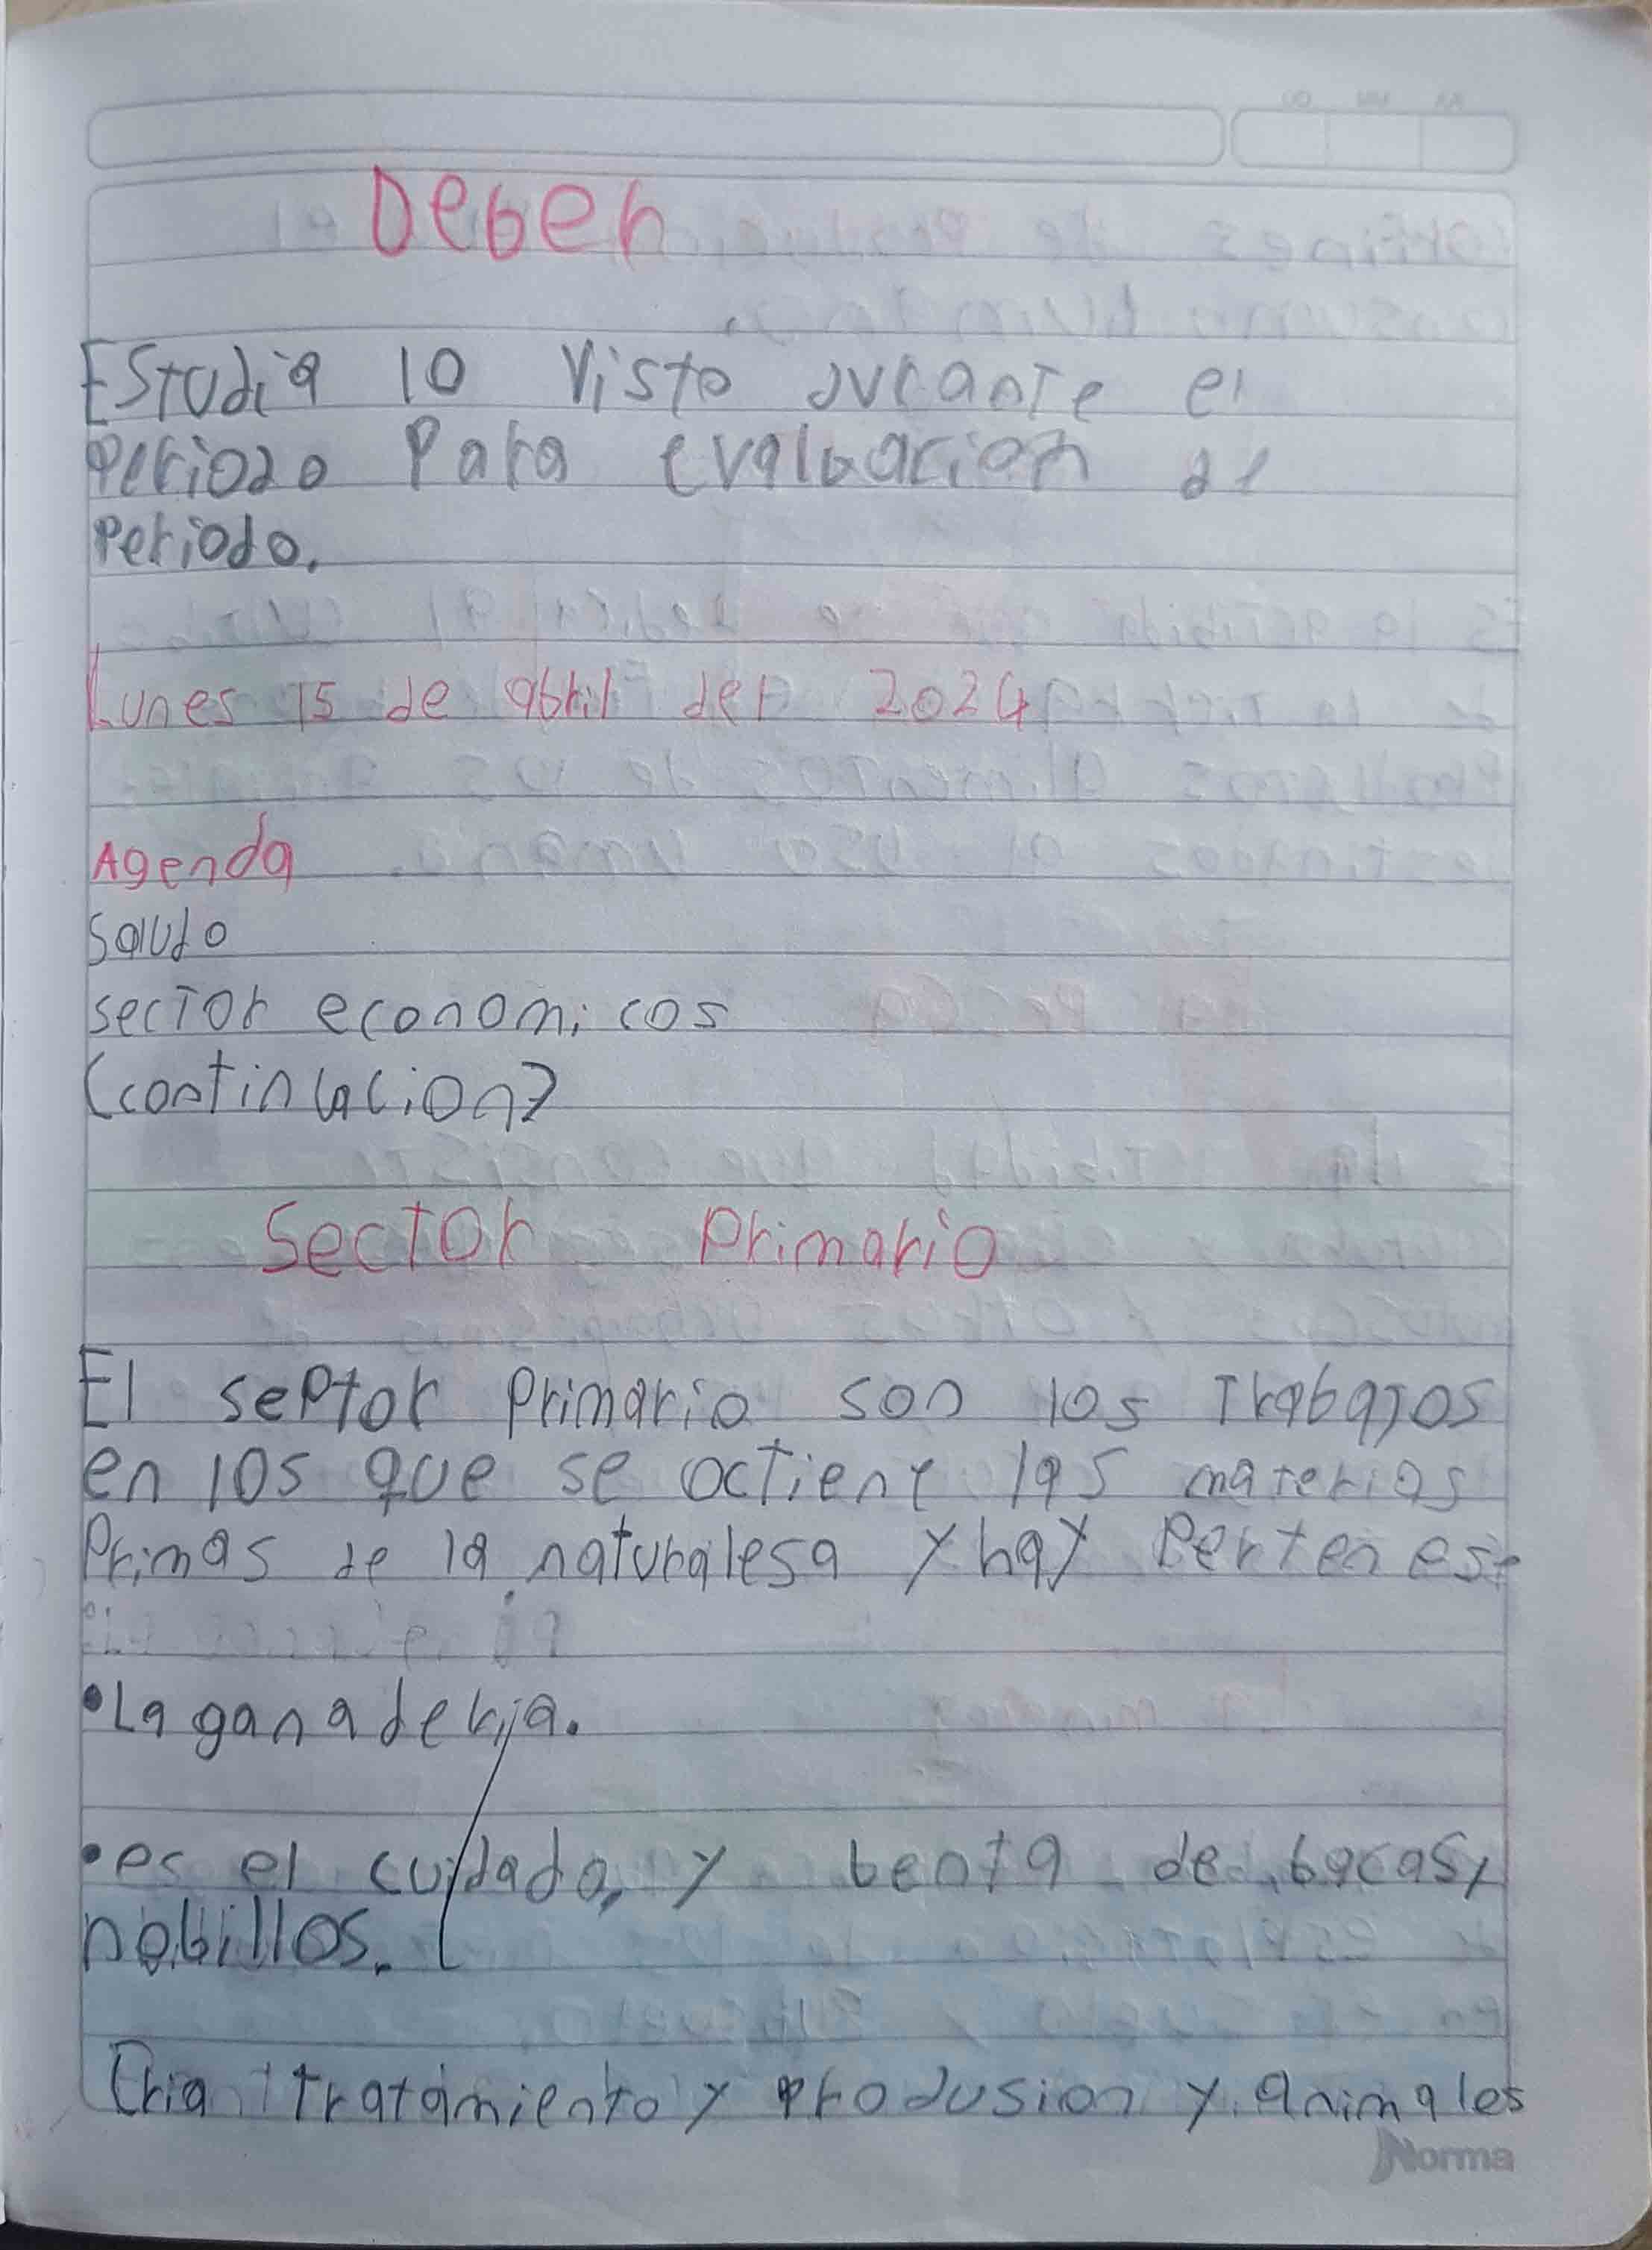 Deber
Estudia lo visto durante el
periodo Para evaluacion de
Periodo.
Lunes 15 de abril del 2024
Agenda
Saludo
sector economicos
(continuacion)
Sector Primario
El septor primario son los Trabajos
en los que se octiene las materias
Primas de la naturalesa y hay Pertenese
•La ganaderia.
•es el cuidado, y benta de bacas y
nobillos.
Cria tratamiento y produsion y animales
Norma